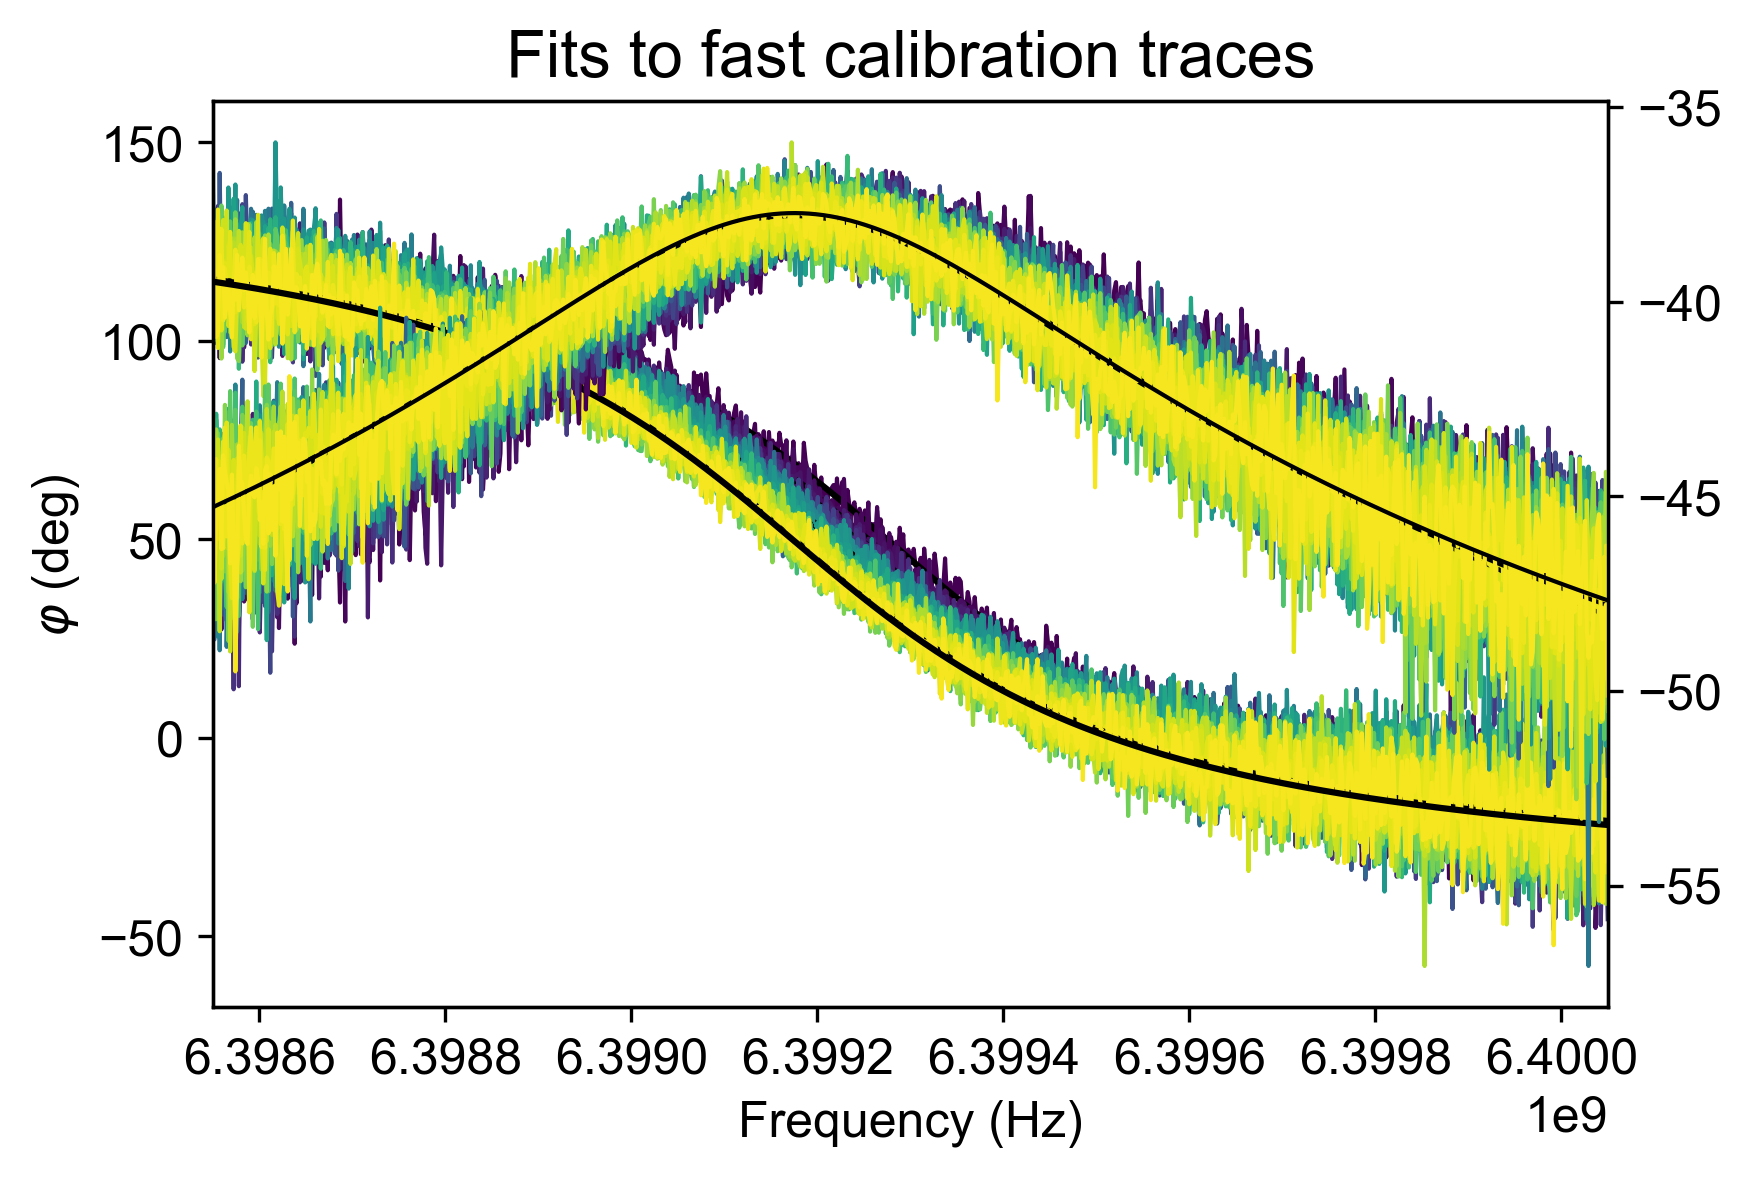 Fits to fast calibration traces
150
100
50
0
−50
φ (deg)
−35
−40
−45
−50
−55
6.3986 6.3988 6.3990 6.3992 6.3994 6.3996 6.3998 6.4000
1e9
Frequency (Hz)